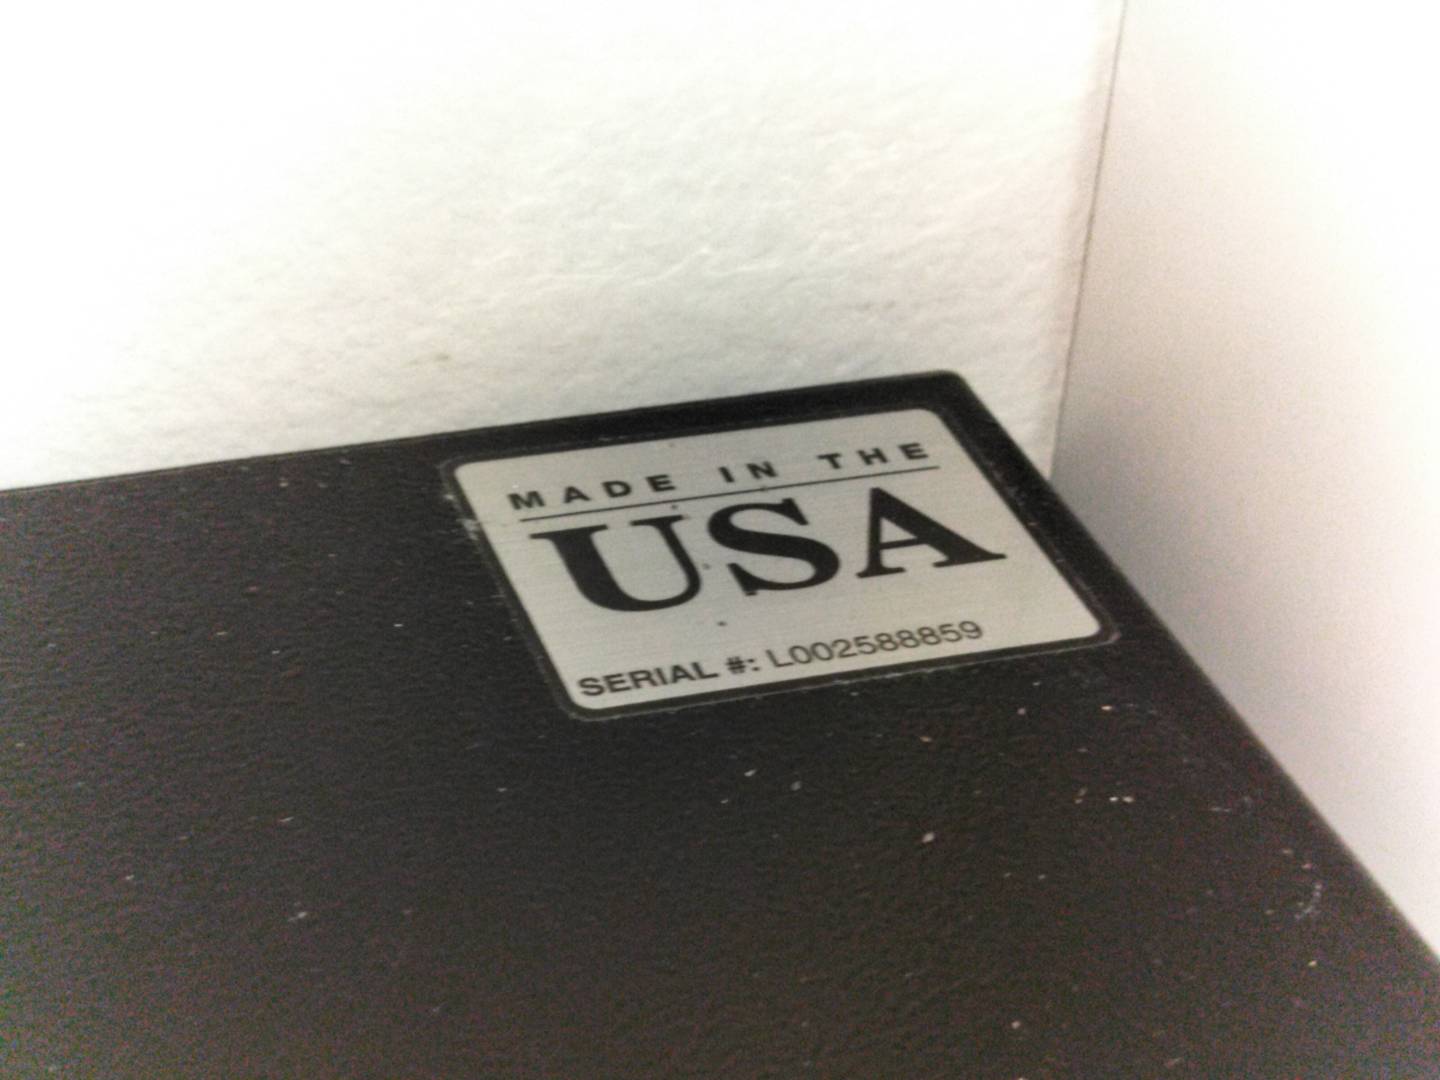 MADE IN THE
USA
SERIAL #: L002588859